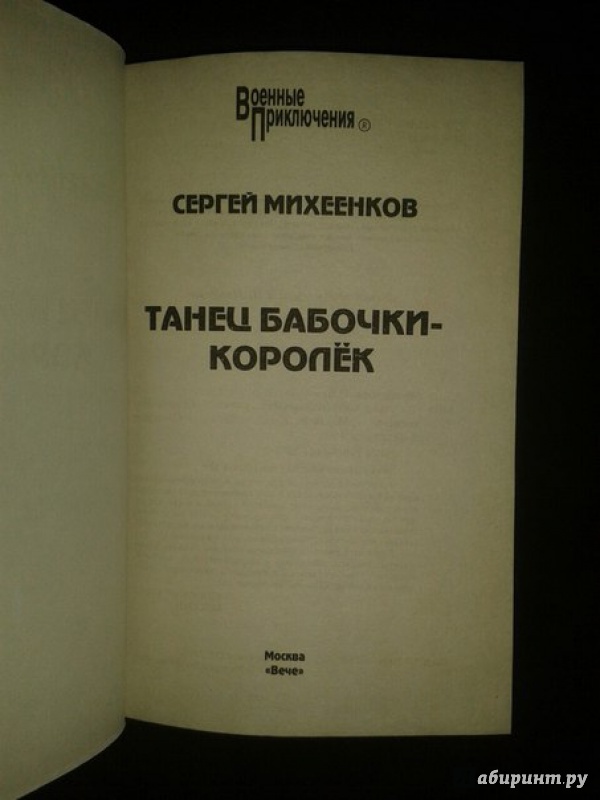 Военные
Приключения ®
СЕРГЕЙ МИХЕЕНКОВ
ТАНЕЦ БАБОЧКИ-
КОРОЛЁК
Москва
«Вече»
абиринт.ру